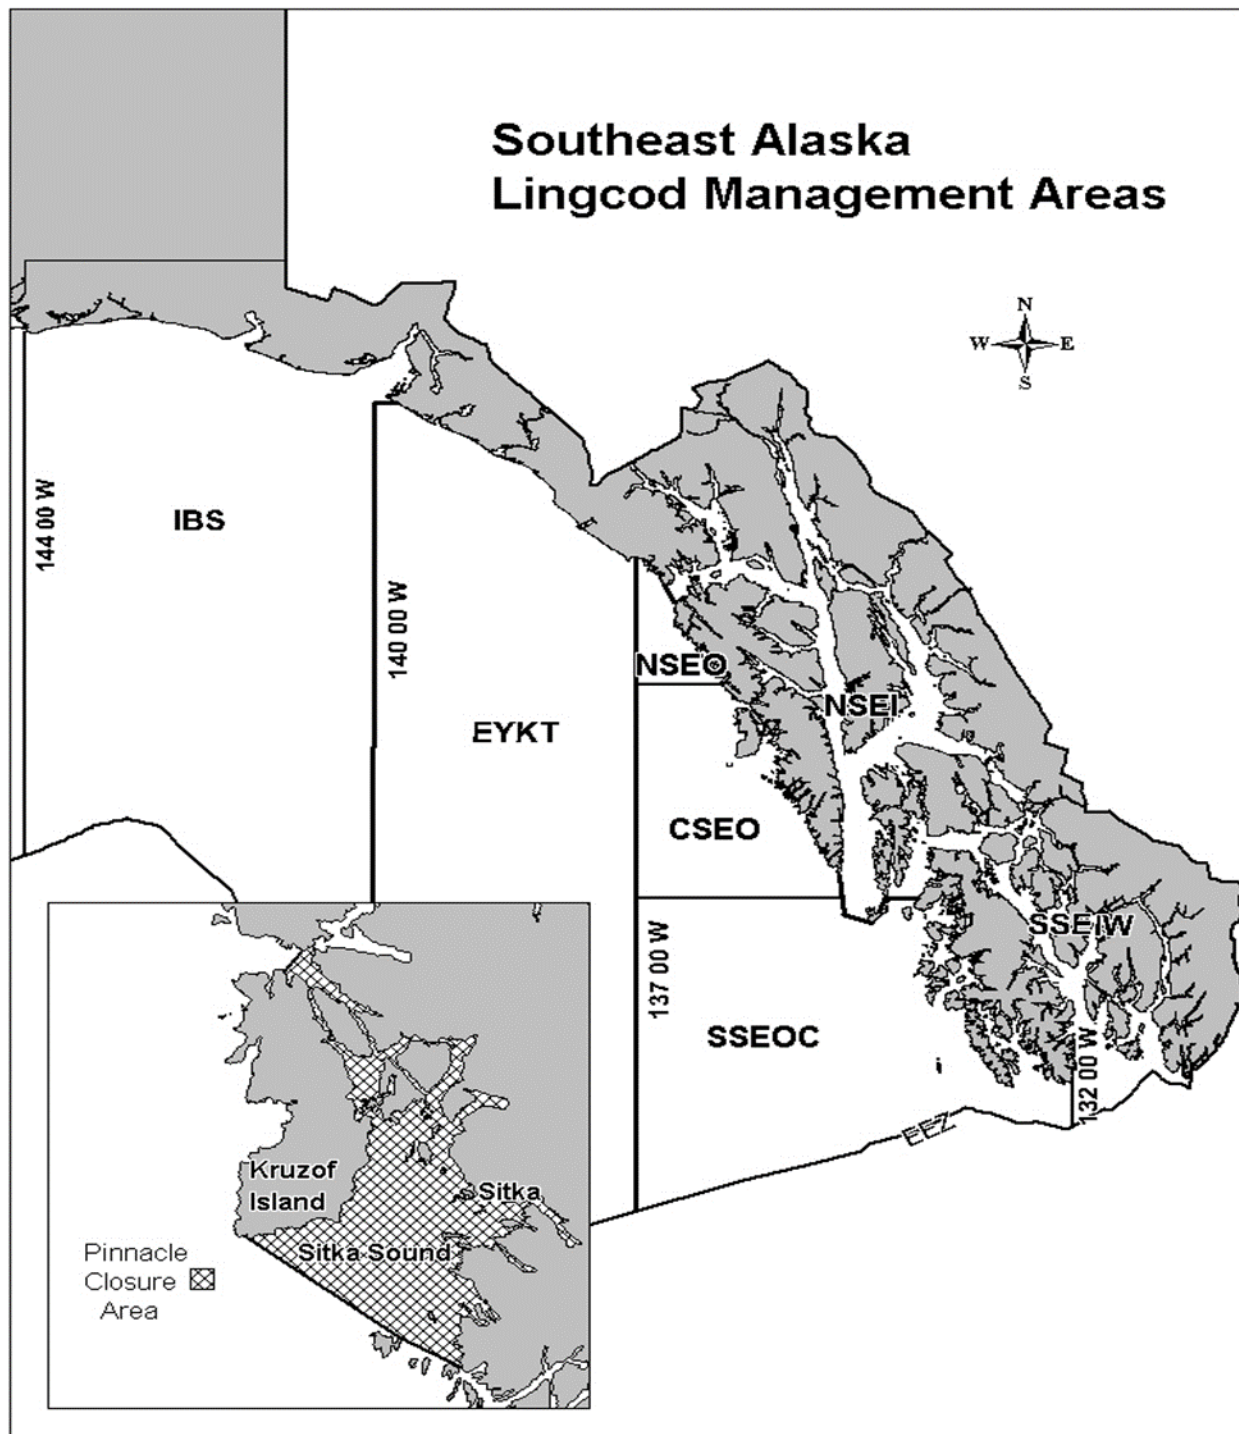 Southeast Alaska
Lingcod Management Areas
N
W E
S
IBS
144 00 W
140 00 W
NSEO
NSEI
EYKT
CSEO
SSEIW
137 00 W
SSEOC
132 00 W
EEZ
Kruzof
Island
Sitka
Sitka Sound
Pinnacle
Closure
Area